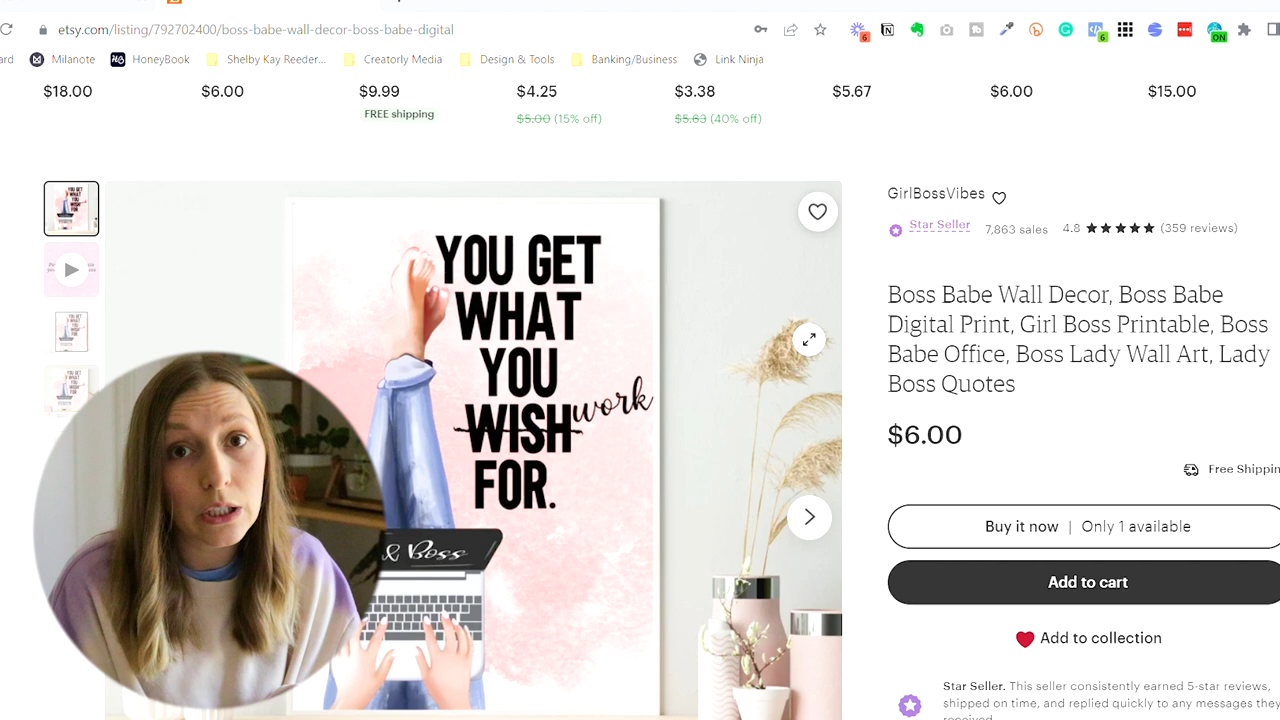 etsy.com/listing/792702400/boss-babe-wall-decor-boss-babe-digital
6
6
ON
ard
Milanote
HoneyBook
Shelby Kay Reeder...
Creatorly Media
Design & Tools
Banking/Business
Link Ninja
$18.00
$6.00
$9.99
$4.25
$3.38
$5.67
$6.00
$15.00
FREE shipping
$5.00 (15% off)
$5.63 (40% off)
YOU GET
WHAT
YOU
WISH work
FOR.
& Boss
GirlBossVibes
Star Seller
7,863 sales
4.8 ★★★★★ (359 reviews)
Boss Babe Wall Decor, Boss Babe
Digital Print, Girl Boss Printable, Boss
Babe Office, Boss Lady Wall Art, Lady
Boss Quotes
$6.00
Free Shippin
Buy it now | Only 1 available
Add to cart
Add to collection
Star Seller. This seller consistently earned 5-star reviews,
shipped on time, and replied quickly to any messages they
received.